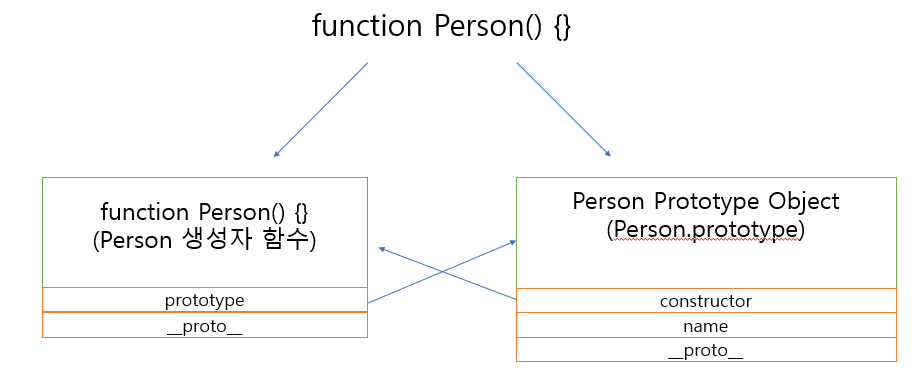 function Person() {}
function Person() {}
(Person 생성자 함수)
prototype
__proto__
Person Prototype Object
(Person.prototype)
constructor
name
__proto__